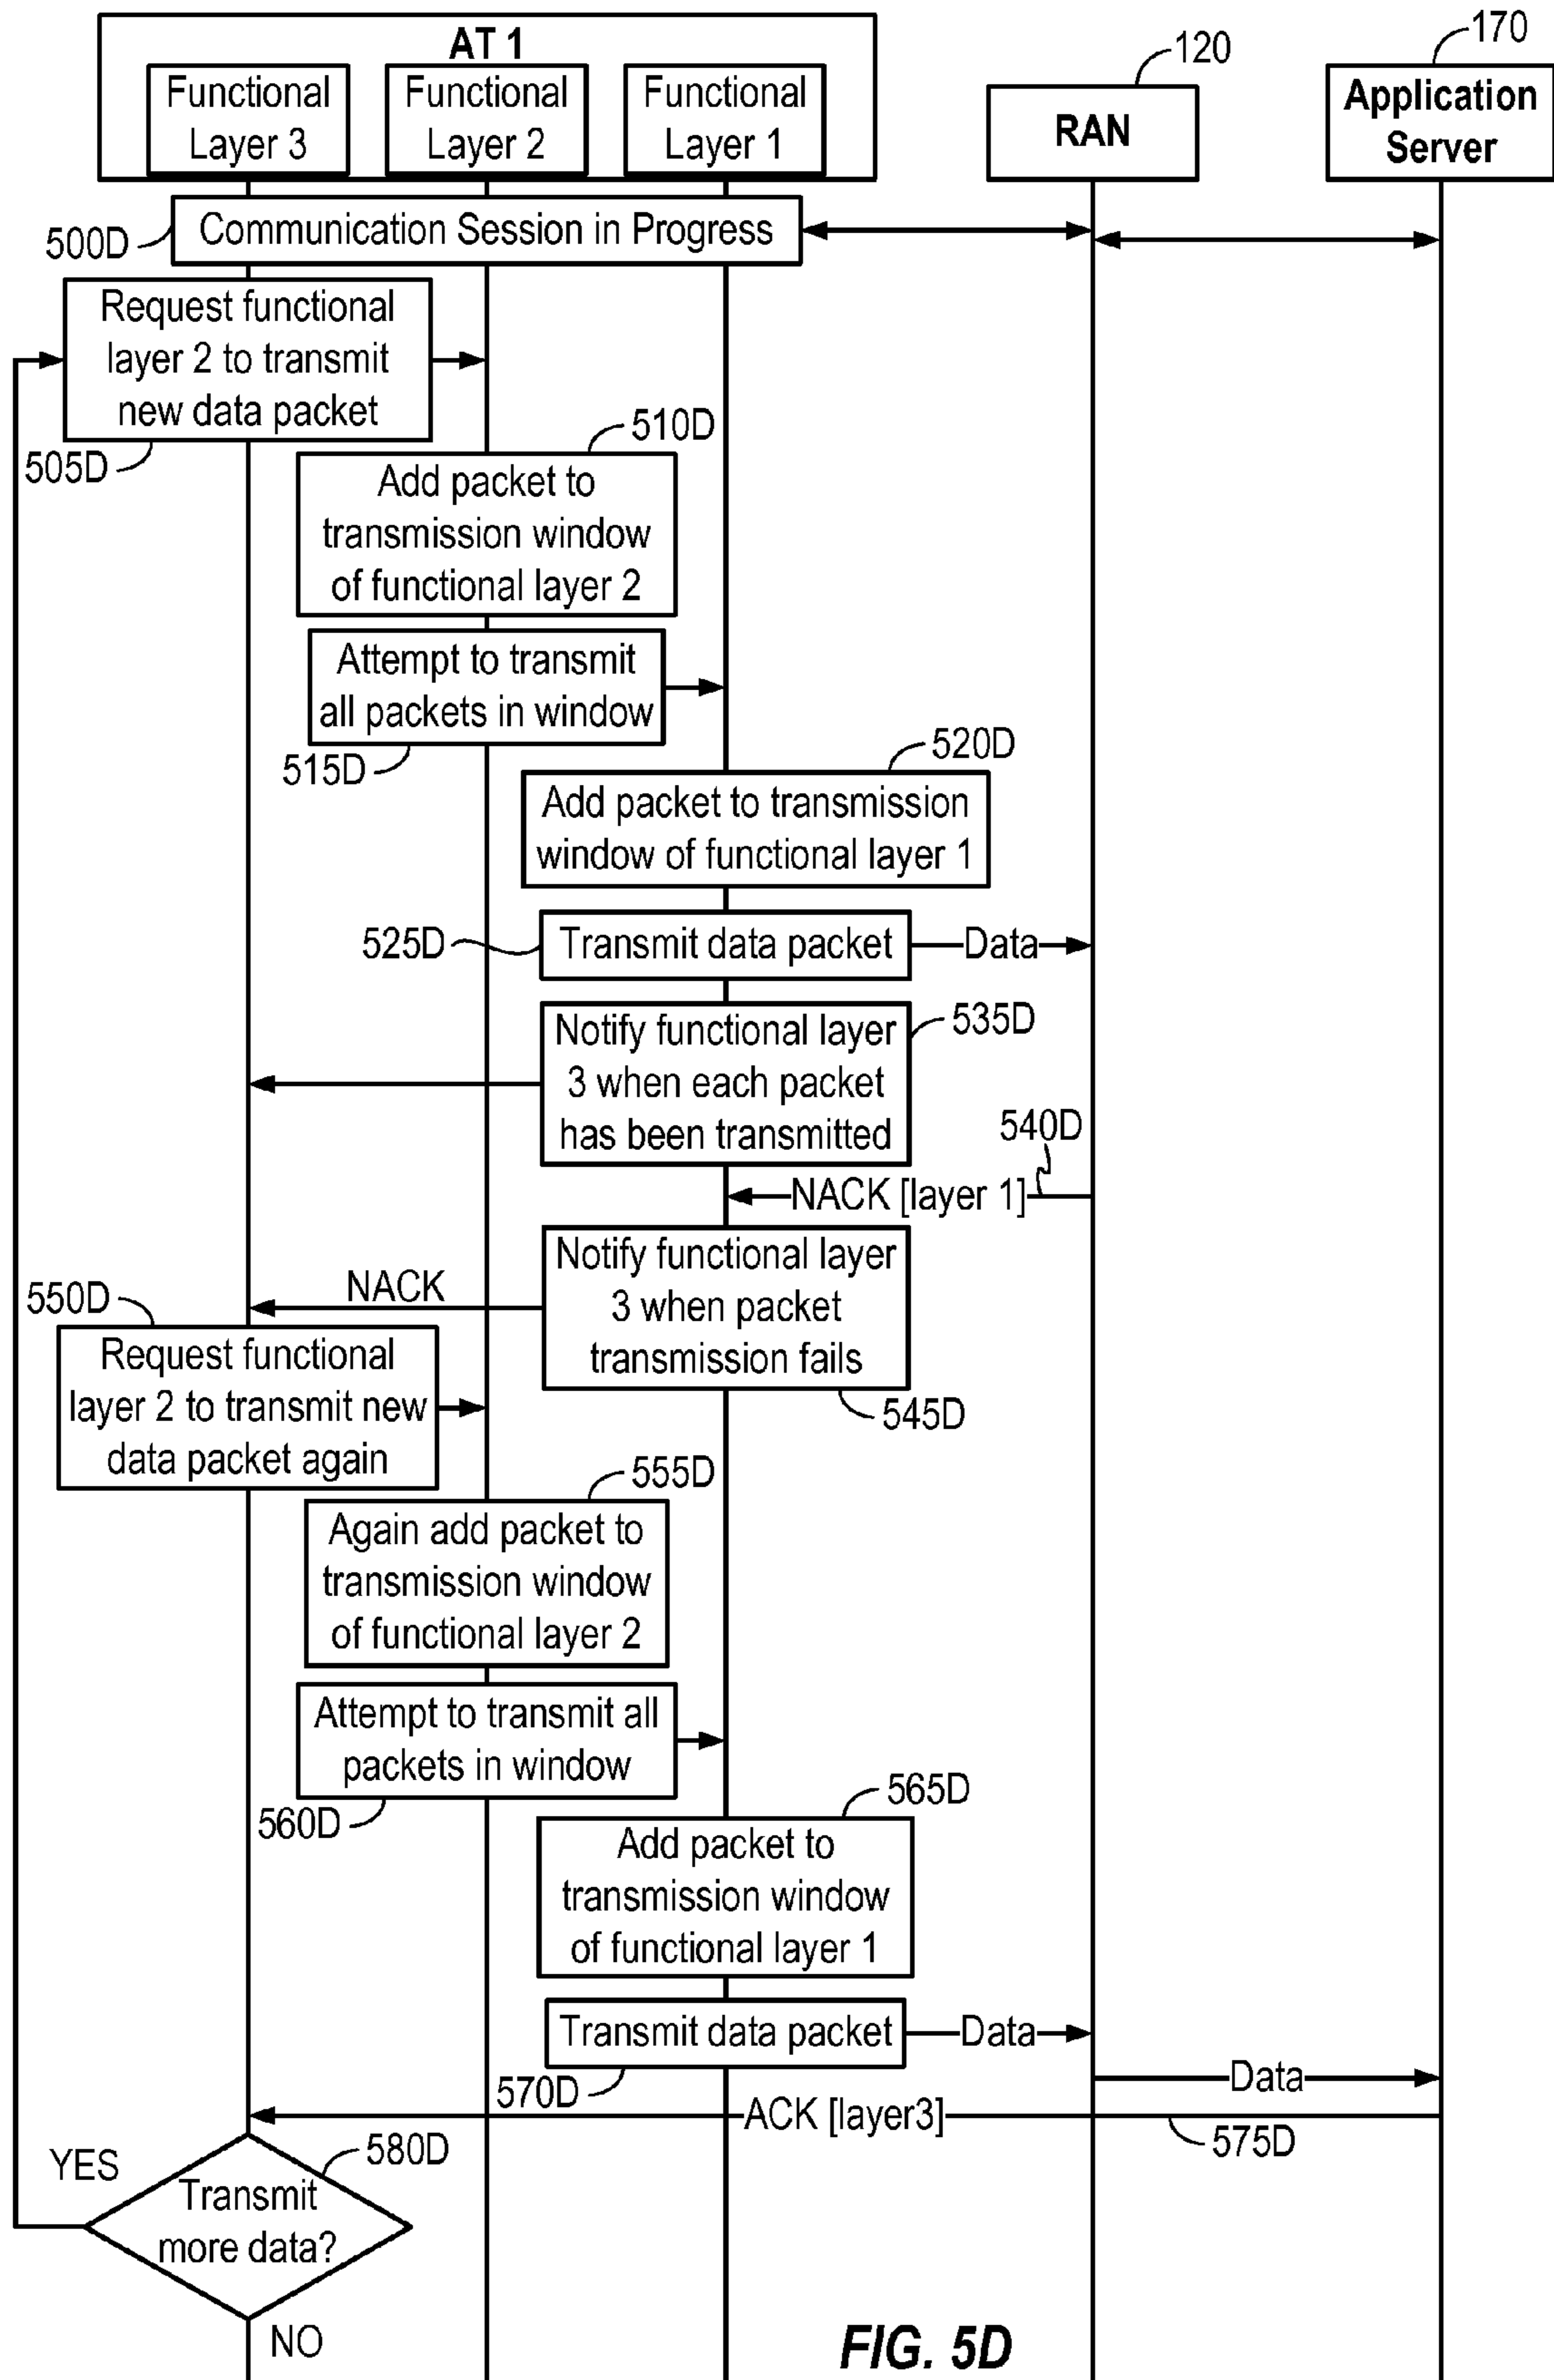 AT 1
Functional
Layer 3
Functional
Layer 2
Functional
Layer 1
120
RAN
170
Application
Server
500D
Communication Session in Progress
Request functional
layer 2 to transmit
new data packet
505D
510D
Add packet to
transmission window
of functional layer 2
Attempt to transmit
all packets in window
515D
520D
Add packet to transmission
window of functional layer 1
525D
Transmit data packet
Data
535D
Notify functional layer
3 when each packet
has been transmitted
540D
NACK [layer 1]
Notify functional layer
3 when packet
transmission fails
545D
NACK
550D
Request functional
layer 2 to transmit new
data packet again
555D
Again add packet to
transmission window
of functional layer 2
Attempt to transmit all
packets in window
560D
565D
Add packet to
transmission window
of functional layer 1
Transmit data packet
Data
570D
Data
ACK [layer3]
575D
580D
YES
Transmit
more data?
NO
FIG. 5D